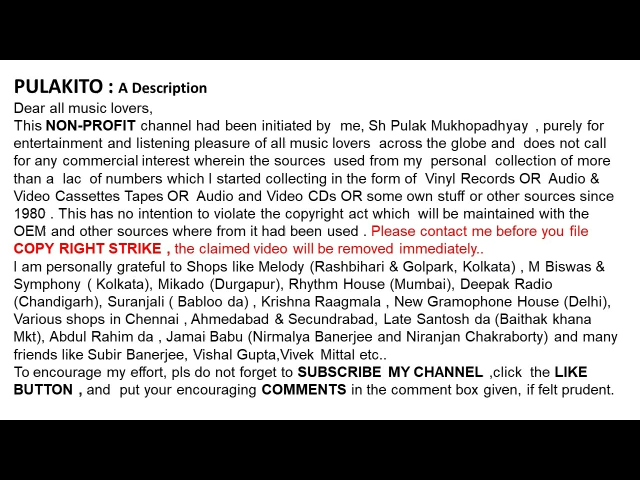 PULAKITO : A Description
Dear all music lovers,
This NON-PROFIT channel had been initiated by me, Sh Pulak Mukhopadhyay , purely for
entertainment and listening pleasure of all music lovers across the globe and does not call
for any commercial interest wherein the sources used from my personal collection of more
than a lac of numbers which I started collecting in the form of Vinyl Records OR Audio &
Video Cassettes Tapes OR Audio and Video CDs OR some own stuff or other sources since
1980 . This has no intention to violate the copyright act which will be maintained with the
OEM and other sources where from it had been used . Please contact me before you file
COPY RIGHT STRIKE , the claimed video will be removed immediately..
I am personally grateful to Shops like Melody (Rashbihari & Golpark, Kolkata) , M Biswas &
Symphony ( Kolkata), Mikado (Durgapur), Rhythm House (Mumbai), Deepak Radio
(Chandigarh), Suranjali ( Babloo da) , Krishna Raagmala , New Gramophone House (Delhi),
Various shops in Chennai , Ahmedabad & Secundrabad, Late Santosh da (Baithak khana
Mkt), Abdul Rahim da , Jamai Babu (Nirmalya Banerjee and Niranjan Chakraborty) and many
friends like Subir Banerjee, Vishal Gupta,Vivek Mittal etc..
To encourage my effort, pls do not forget to SUBSCRIBE MY CHANNEL ,click the LIKE
BUTTON , and put your encouraging COMMENTS in the comment box given, if felt prudent.